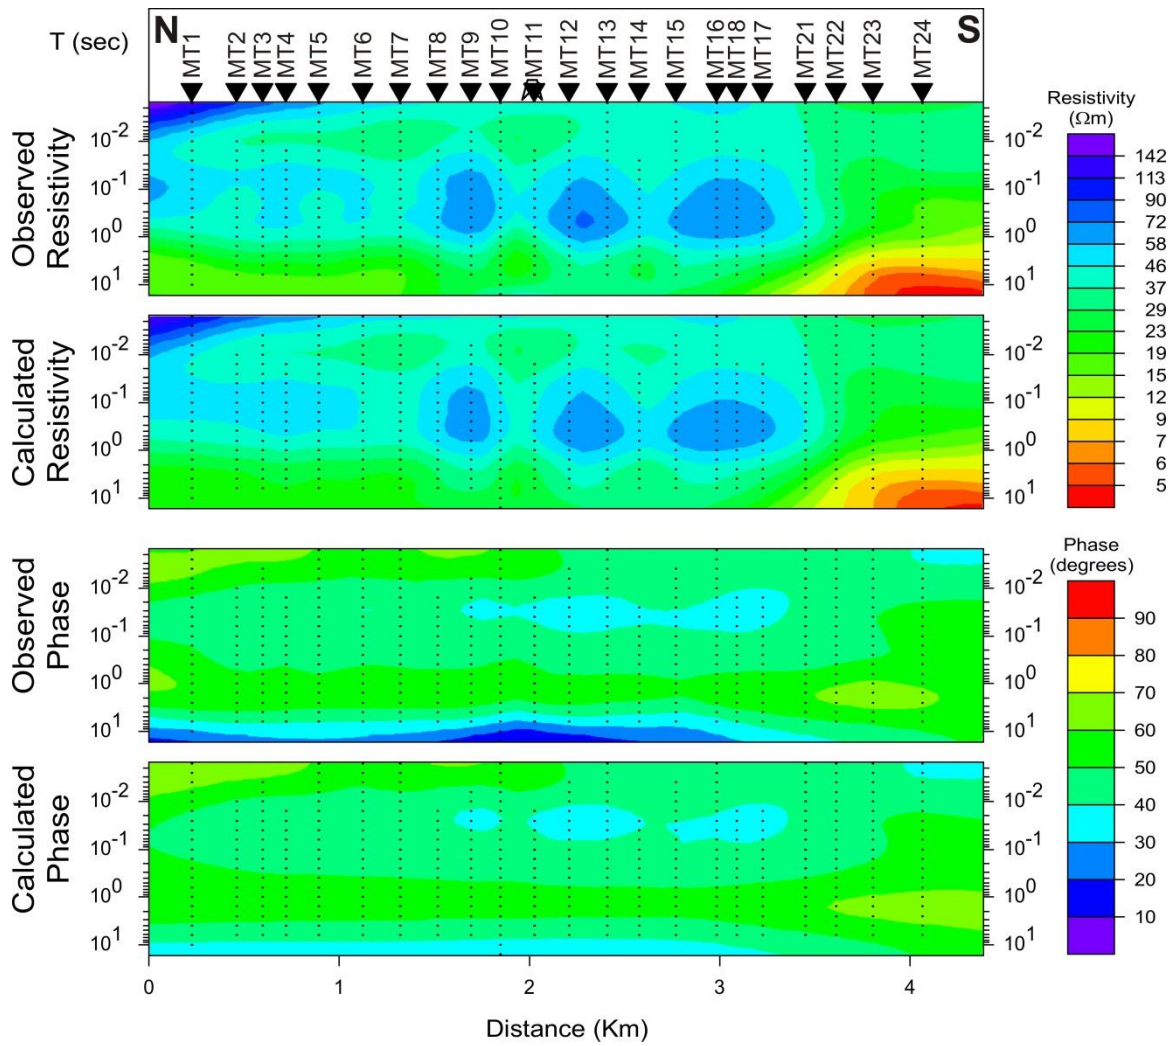 T (sec)
N
MT1
MT2
MT3
MT4
MT5
MT6
MT7
MT8
MT9
MT10
MT11
MT12
MT13
MT14
MT15
MT16
MT18
MT17
MT21
MT22
MT23
MT24
S
Observed
Resistivity
10-2
10-1
100
101
10-2
10-1
100
101
Calculated
Resistivity
10-2
10-1
100
101
10-2
10-1
100
101
Resistivity
(Ωm)
142
113
90
72
58
46
37
29
23
19
15
12
9
7
6
5
Observed
Phase
10-2
10-1
100
101
10-2
10-1
100
101
Calculated
Phase
10-2
10-1
100
101
10-2
10-1
100
101
Phase
(degrees)
90
80
70
60
50
40
30
20
10
0
1
2
3
4
Distance (Km)